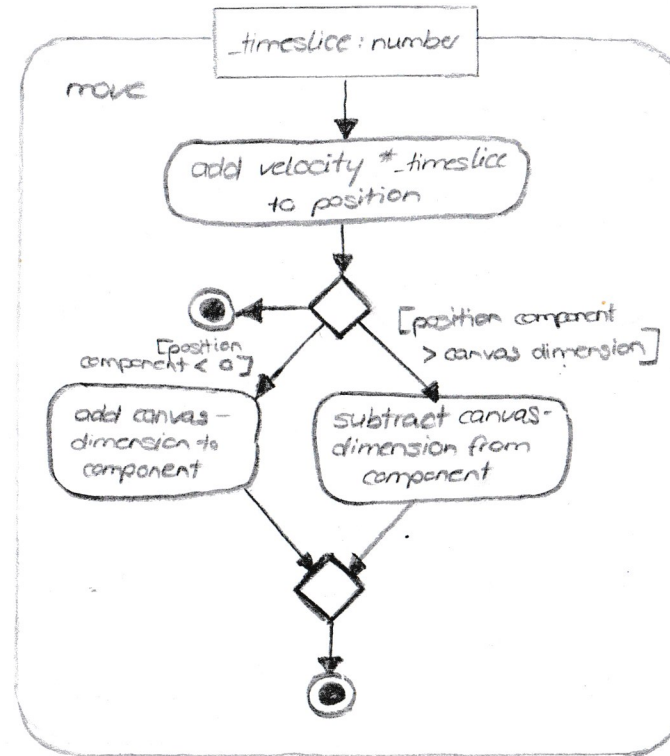 _timeslice: number
move
add velocity *_timeslice
to position
[position component
> canvas dimension]
[position
component < 0]
add canvas-
dimension to
component
subtract canvas-
dimension from
component